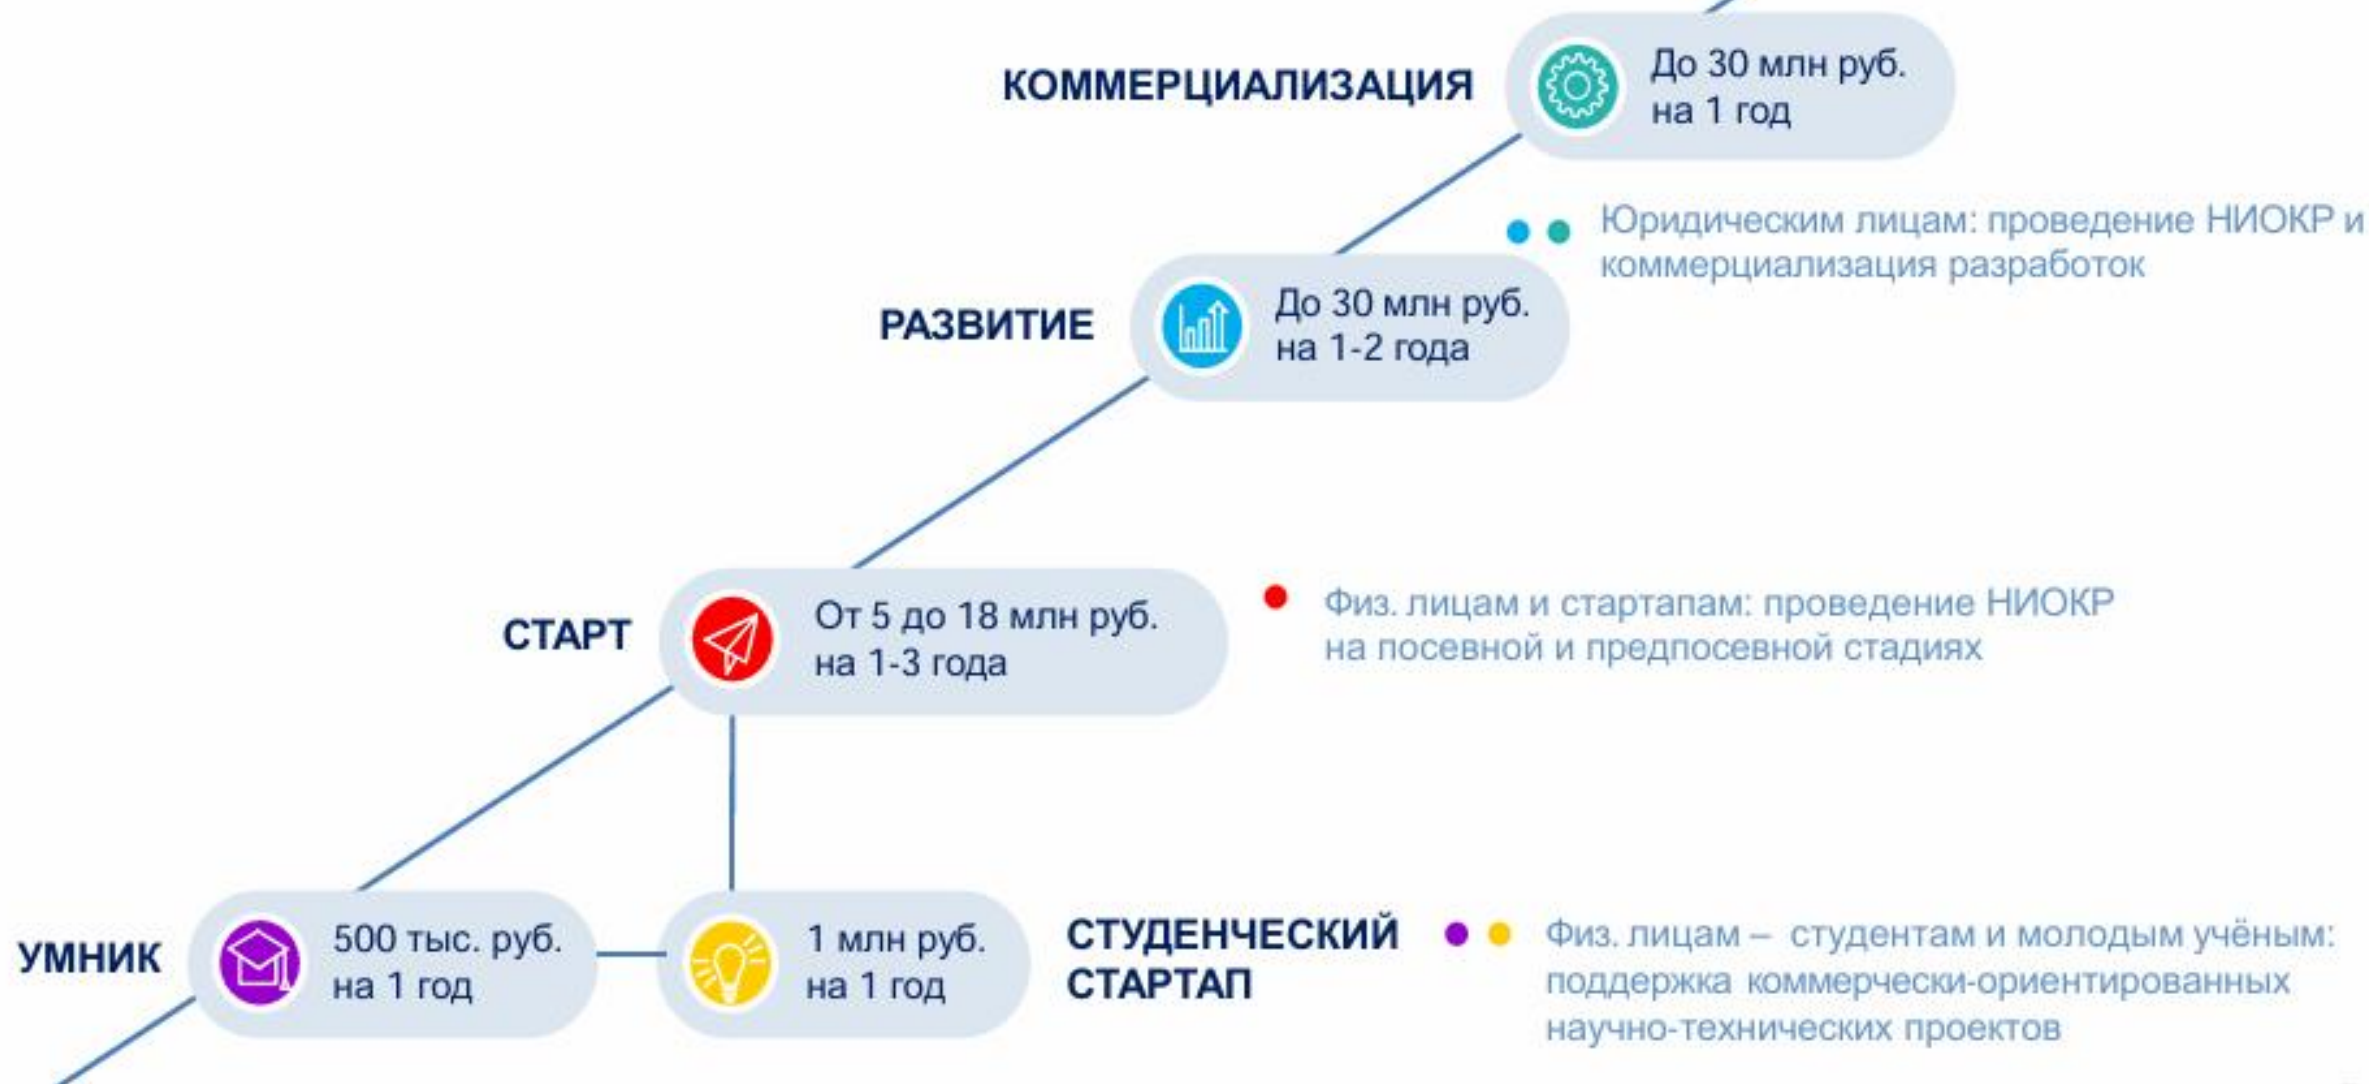 КОММЕРЦИАЛИЗАЦИЯ
До 30 млн руб.
на 1 год
Юридическим лицам: проведение НИОКР и
коммерциализация разработок
РАЗВИТИЕ
До 30 млн руб.
на 1-2 года
СТАРТ
От 5 до 18 млн руб.
на 1-3 года
Физ. лицам и стартапам: проведение НИОКР
на посевной и предпосевной стадиях
УМНИК
500 тыс. руб.
на 1 год
1 млн руб.
на 1 год
СТУДЕНЧЕСКИЙ
СТАРТАП
Физ. лицам – студентам и молодым учёным:
поддержка коммерчески-ориентированных
научно-технических проектов